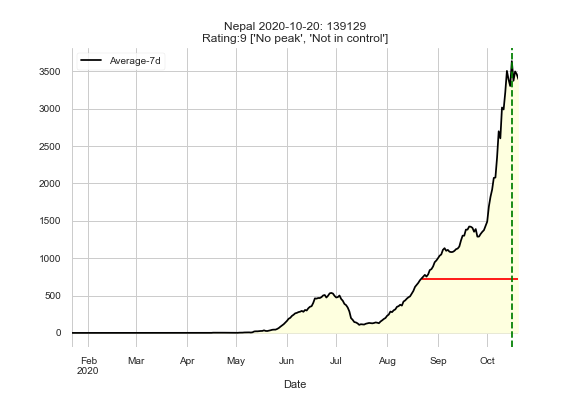 Nepal 2020-10-20: 139129
Rating:9 ['No peak', 'Not in control']
Average-7d
3500
3000
2500
2000
1500
1000
500
0
Feb Mar Apr May Jun Jul Aug Sep Oct
2020
Date